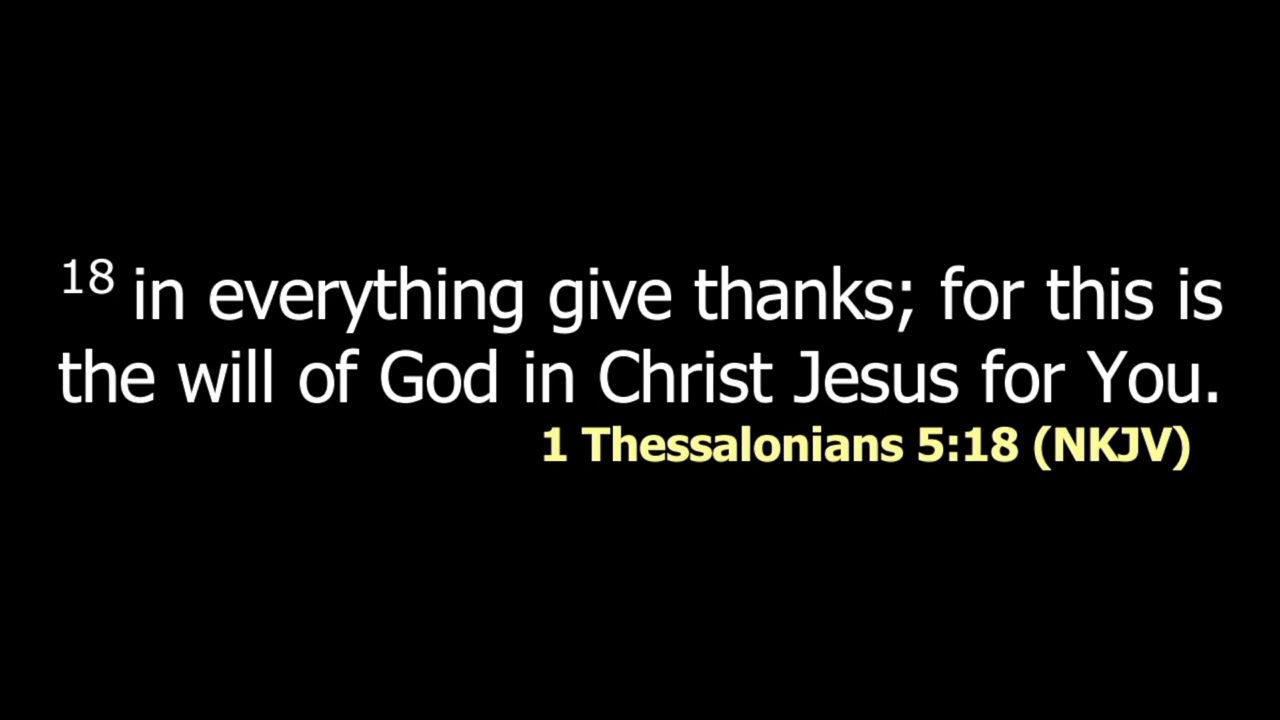 18 in everything give thanks; for this is
the will of God in Christ Jesus for You.
1 Thessalonians 5:18 (NKJV)